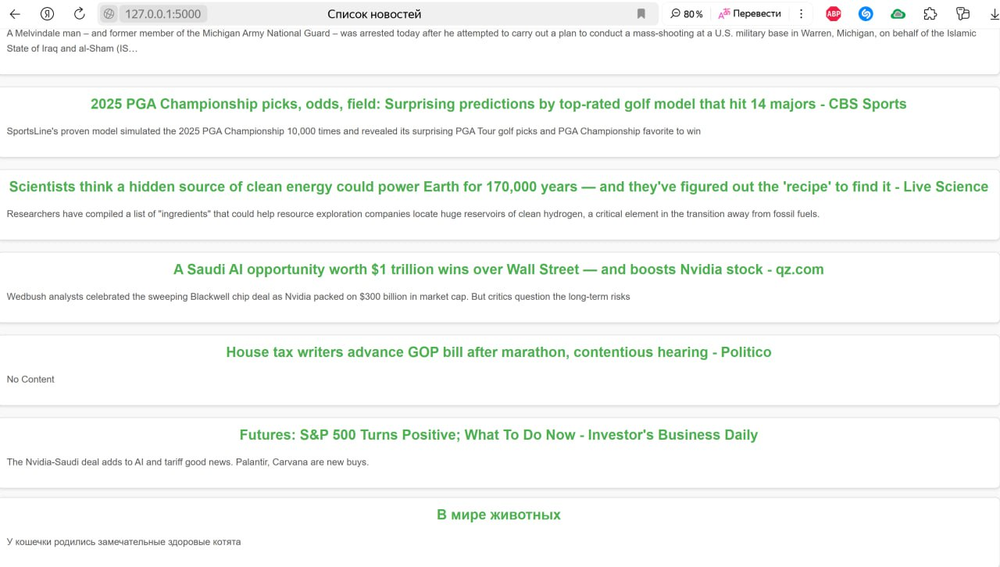 127.0.0.1:5000 Список новостей 80 % Перевести ABP
A Melvindale man – and former member of the Michigan Army National Guard – was arrested today after he attempted to carry out a plan to conduct a mass-shooting at a U.S. military base in Warren, Michigan, on behalf of the Islamic
State of Iraq and al-Sham (IS…
2025 PGA Championship picks, odds, field: Surprising predictions by top-rated golf model that hit 14 majors - CBS Sports
SportsLine's proven model simulated the 2025 PGA Championship 10,000 times and revealed its surprising PGA Tour golf picks and PGA Championship favorite to win
Scientists think a hidden source of clean energy could power Earth for 170,000 years — and they've figured out the 'recipe' to find it - Live Science
Researchers have compiled a list of "ingredients" that could help resource exploration companies locate huge reservoirs of clean hydrogen, a critical element in the transition away from fossil fuels.
A Saudi AI opportunity worth $1 trillion wins over Wall Street — and boosts Nvidia stock - qz.com
Wedbush analysts celebrated the sweeping Blackwell chip deal as Nvidia packed on $300 billion in market cap. But critics question the long-term risks
House tax writers advance GOP bill after marathon, contentious hearing - Politico
No Content
Futures: S&P 500 Turns Positive; What To Do Now - Investor's Business Daily
The Nvidia-Saudi deal adds to AI and tariff good news. Palantir, Carvana are new buys.
В мире животных
У кошечки родились замечательные здоровые котята